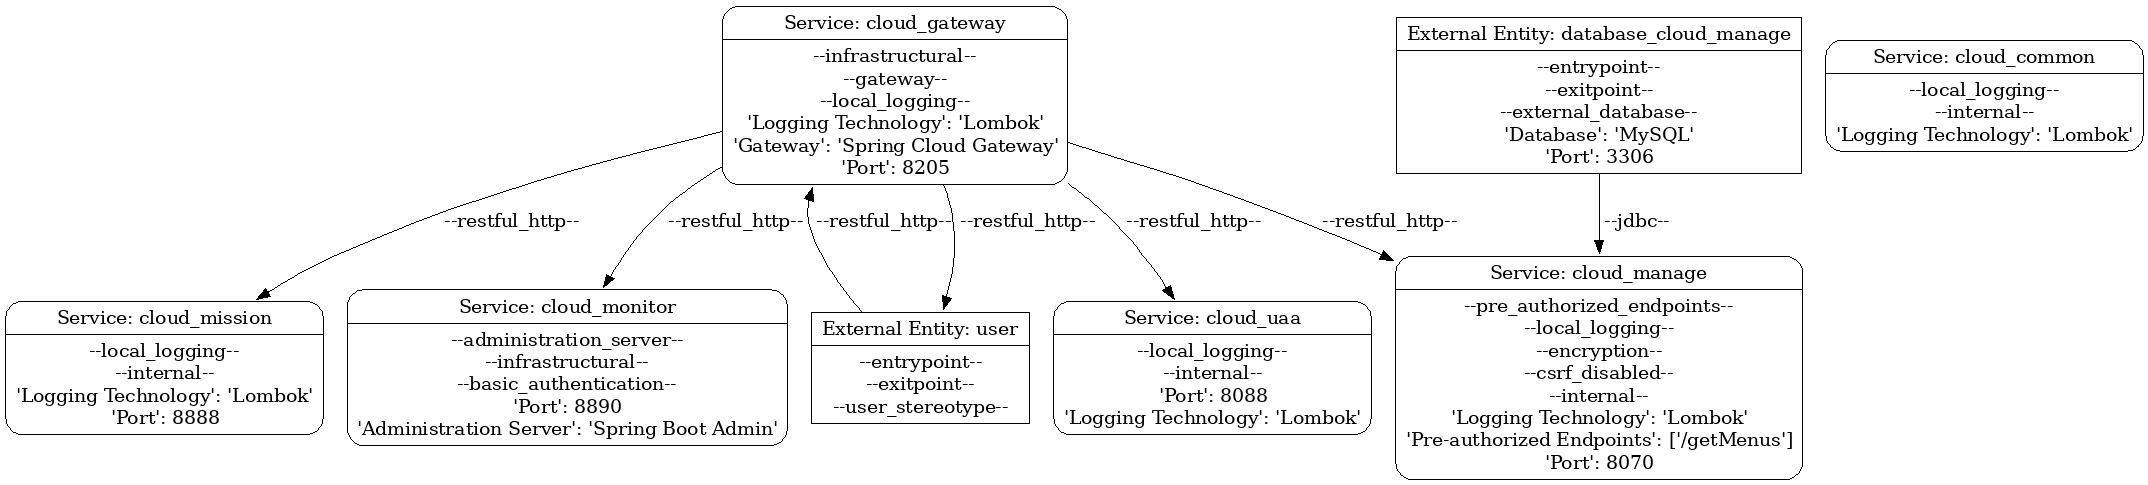 Service: cloud_gateway
--infrastructural--
--gateway--
--local_logging--
'Logging Technology': 'Lombok'
'Gateway': 'Spring Cloud Gateway'
'Port': 8205
External Entity: database_cloud_manage
--entrypoint--
--exitpoint--
--external_database--
'Database': 'MySQL'
'Port': 3306
Service: cloud_common
--local_logging--
--internal--
'Logging Technology': 'Lombok'
--restful_http--
--restful_http--
--restful_http--
--restful_http--
--restful_http--
--restful_http--
--jdbc--
Service: cloud_mission
--local_logging--
--internal--
'Logging Technology': 'Lombok'
'Port': 8888
Service: cloud_monitor
--administration_server--
--infrastructural--
--basic_authentication--
'Port': 8890
'Administration Server': 'Spring Boot Admin'
External Entity: user
--entrypoint--
--exitpoint--
--user_stereotype--
Service: cloud_uaa
--local_logging--
--internal--
'Port': 8088
'Logging Technology': 'Lombok'
Service: cloud_manage
--pre_authorized_endpoints--
--local_logging--
--encryption--
--csrf_disabled--
--internal--
'Logging Technology': 'Lombok'
'Pre-authorized Endpoints': ['/getMenus']
'Port': 8070